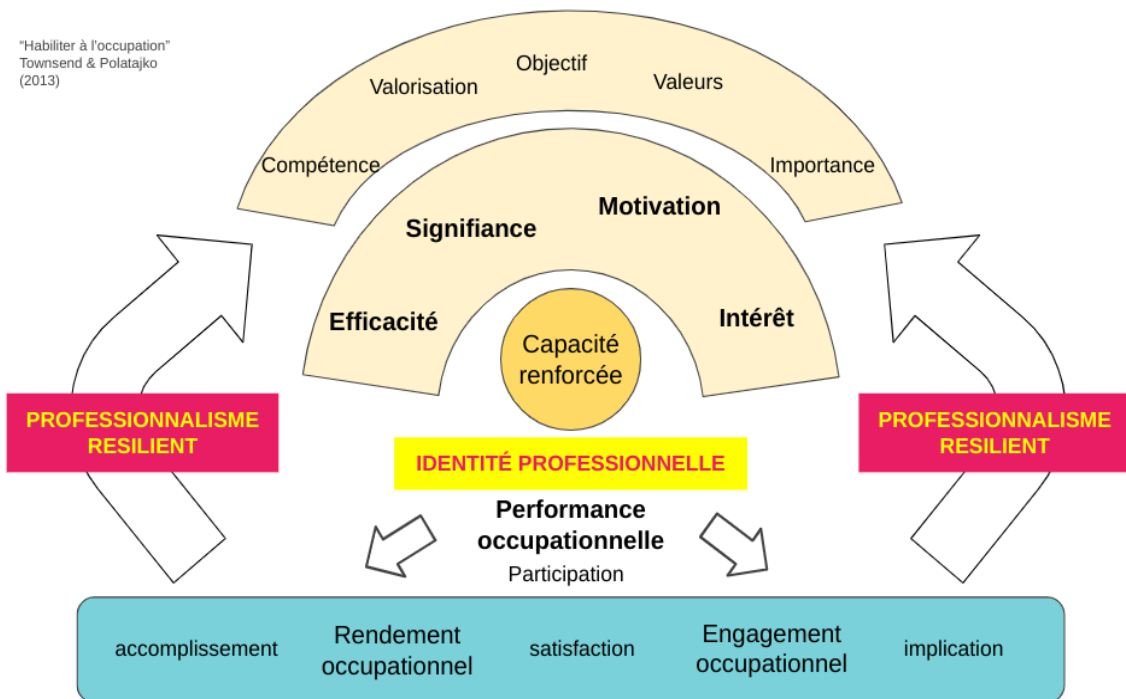 “Habiliter à l’occupation”
Townsend & Polatajko
(2013)
Objectif
Valorisation
Valeurs
Compétence
Importance
Motivation
Signifiance
Efficacité
Intérêt
Capacité
renforcée
PROFESSIONNALISME
RESILIENT
PROFESSIONNALISME
RESILIENT
IDENTITÉ PROFESSIONNELLE
Performance
occupationnelle
Participation
accomplissement
Rendement
occupationnel
satisfaction
Engagement
occupationnel
implication